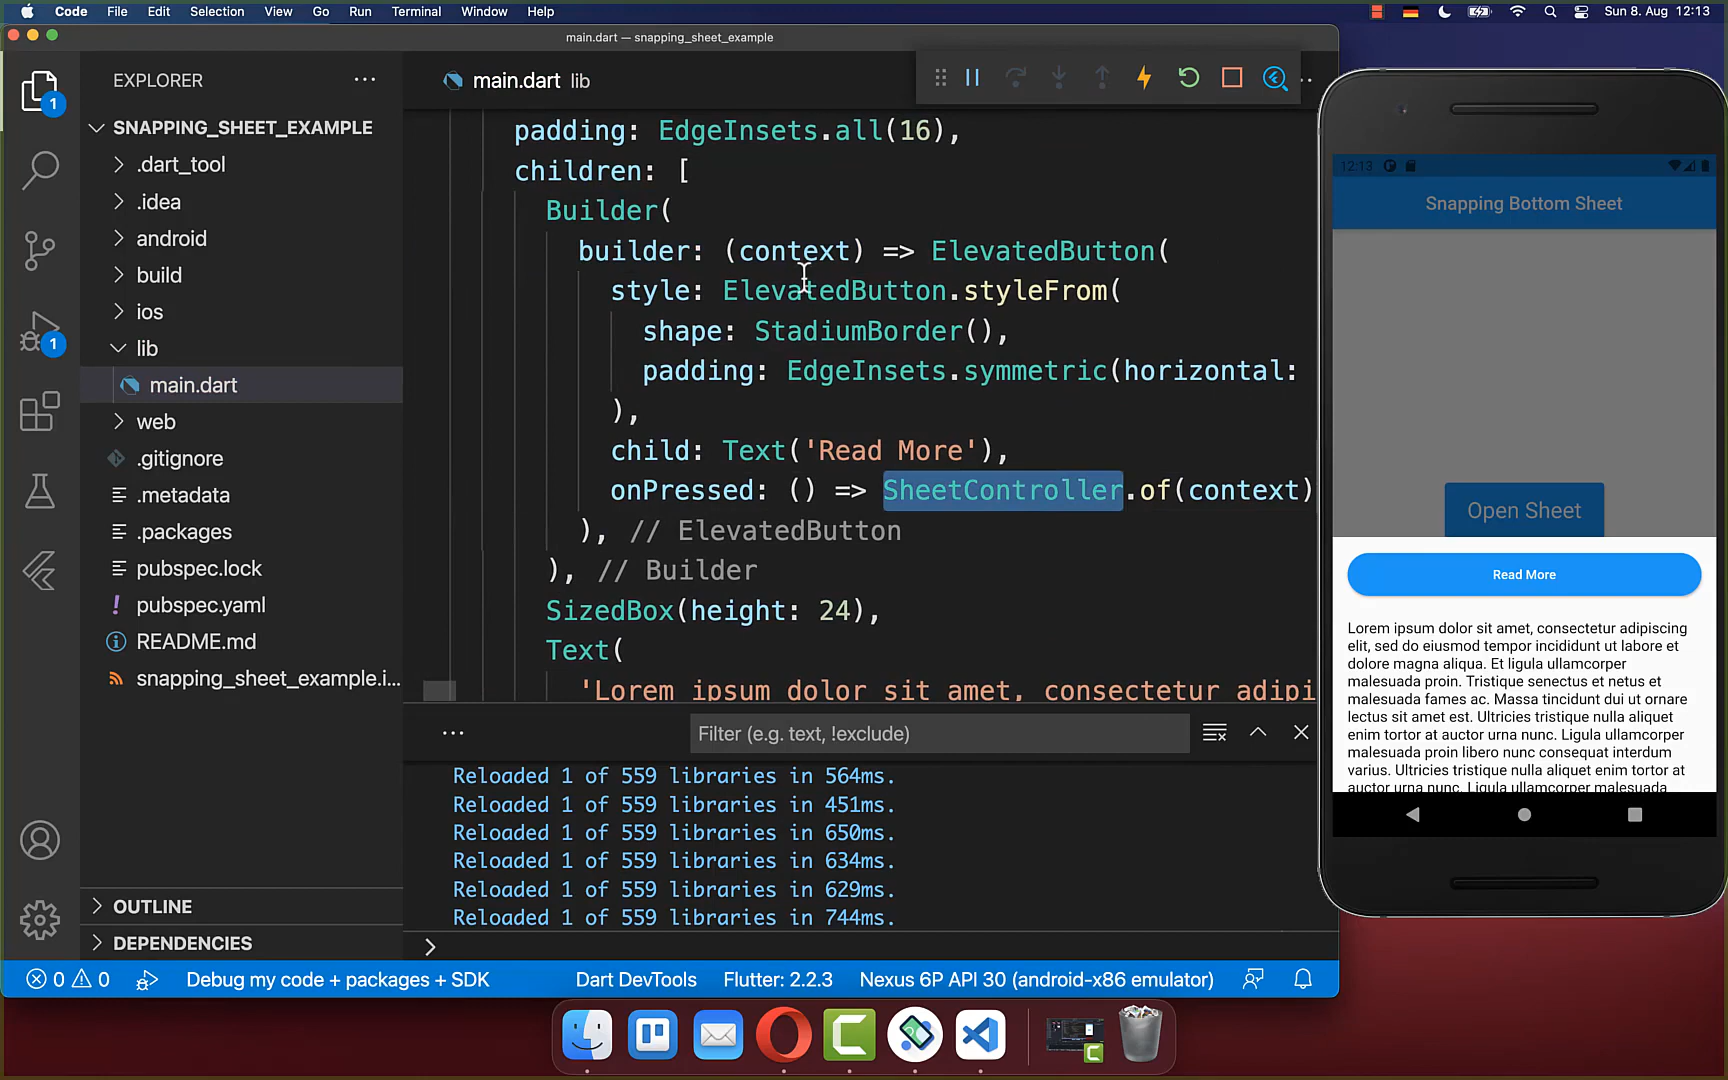 Code File Edit Selection View Go Run Terminal Window Help
Sun 8. Aug 12:13
main.dart — snapping_sheet_example
EXPLORER
SNAPPING_SHEET_EXAMPLE
.dart_tool
.idea
android
build
ios
lib
main.dart
web
.gitignore
.metadata
.packages
pubspec.lock
pubspec.yaml
README.md
snapping_sheet_example.i...
OUTLINE
DEPENDENCIES
1
1
main.dart lib
padding: EdgeInsets.all(16),
children: [
Builder(
builder: (context) => ElevatedButton(
style: ElevatedButton.styleFrom(
shape: StadiumBorder(),
padding: EdgeInsets.symmetric(horizontal:
),
child: Text('Read More'),
onPressed: () => SheetController.of(context)
), // ElevatedButton
), // Builder
SizedBox(height: 24),
Text(
'Lorem ipsum dolor sit amet, consectetur adipi
Filter (e.g. text, !exclude)
Reloaded 1 of 559 libraries in 564ms.
Reloaded 1 of 559 libraries in 451ms.
Reloaded 1 of 559 libraries in 650ms.
Reloaded 1 of 559 libraries in 634ms.
Reloaded 1 of 559 libraries in 629ms.
Reloaded 1 of 559 libraries in 744ms.
0 0 Debug my code + packages + SDK Dart DevTools Flutter: 2.2.3 Nexus 6P API 30 (android-x86 emulator)
12:13
Snapping Bottom Sheet
Open Sheet
Read More
Lorem ipsum dolor sit amet, consectetur adipiscing
elit, sed do eiusmod tempor incididunt ut labore et
dolore magna aliqua. Et ligula ullamcorper
malesuada proin. Tristique senectus et netus et
malesuada fames ac. Massa tincidunt dui ut ornare
lectus sit amet est. Ultricies tristique nulla aliquet
enim tortor at auctor urna nunc. Ligula ullamcorper
malesuada proin libero nunc consequat interdum
varius. Ultricies tristique nulla aliquet enim tortor at
auctor urna nunc. Ligula ullamcorper malesuada